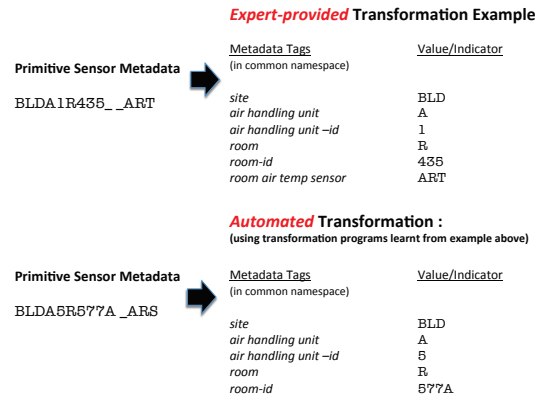 Expert-provided Transformation Example
Metadata Tags Value/Indicator
(in common namespace)
Primitive Sensor Metadata
BLDA1R435_ _ART
site BLD
air handling unit A
air handling unit –id 1
room R
room-id 435
room air temp sensor ART
Automated Transformation :
(using transformation programs learnt from example above)
Primitive Sensor Metadata
BLDA5R577A _ARS
Metadata Tags Value/Indicator
(in common namespace)
site BLD
air handling unit A
air handling unit –id 5
room R
room-id 577A